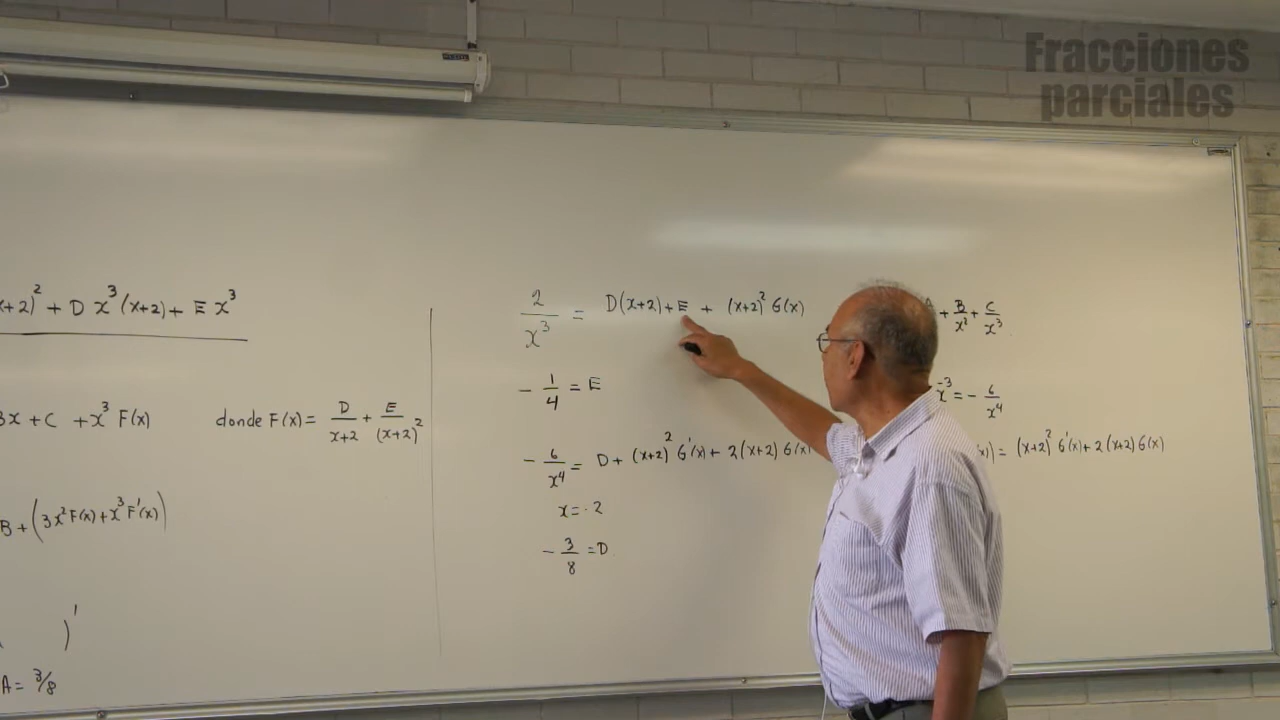 Fracciones
parciales
x+2)² + D x³(x+2) + E x³
3x + C + x³ F(x)
donde F(x) = D/(x+2) + E/(x+2)²
B + (3x² F(x) + x³ F'(x))
)'
A = 3/8
2/x³ = D(x+2) + E + (x+2)² G(x)
- 1/4 = E
- 6/x⁴ = D + (x+2)² G'(x) + 2(x+2) G(x)
x = -2
- 3/8 = D
+ B/x² + C/x³
x⁻³ = - 6/x⁴
(x)) = (x+2)² G'(x) + 2(x+2) G(x)